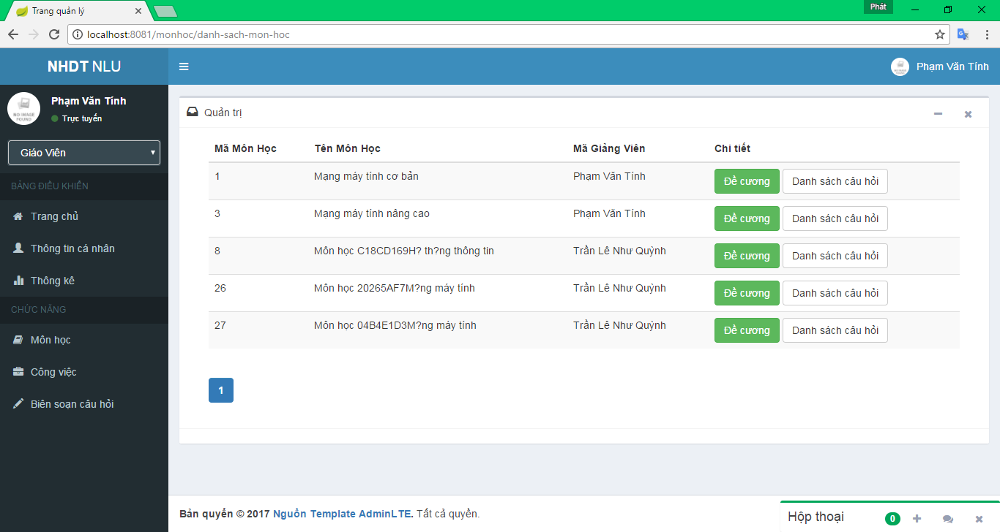 Trang quản lý
Phát
localhost:8081/monhoc/danh-sach-mon-hoc
NHDT NLU
Phạm Văn Tính
NO IMAGE FOUND
Phạm Văn Tính
Trực tuyến
Giáo Viên
BẢNG ĐIỀU KHIỂN
Trang chủ
Thông tin cá nhân
Thống kê
CHỨC NĂNG
Môn học
Công việc
Biên soạn câu hỏi
Quản trị
Mã Môn Học Tên Môn Học Mã Giảng Viên Chi tiết
1 Mạng máy tính cơ bản Phạm Văn Tính Đề cương Danh sách câu hỏi
3 Mạng máy tính nâng cao Phạm Văn Tính Đề cương Danh sách câu hỏi
8 Môn học C18CD169H? th?ng thông tin Trần Lê Như Quỳnh Đề cương Danh sách câu hỏi
26 Môn học 20265AF7M?ng máy tính Trần Lê Như Quỳnh Đề cương Danh sách câu hỏi
27 Môn học 04B4E1D3M?ng máy tính Trần Lê Như Quỳnh Đề cương Danh sách câu hỏi
1
Bản quyền © 2017 Nguồn Template AdminLTE. Tất cả quyền.
Hộp thoại 0